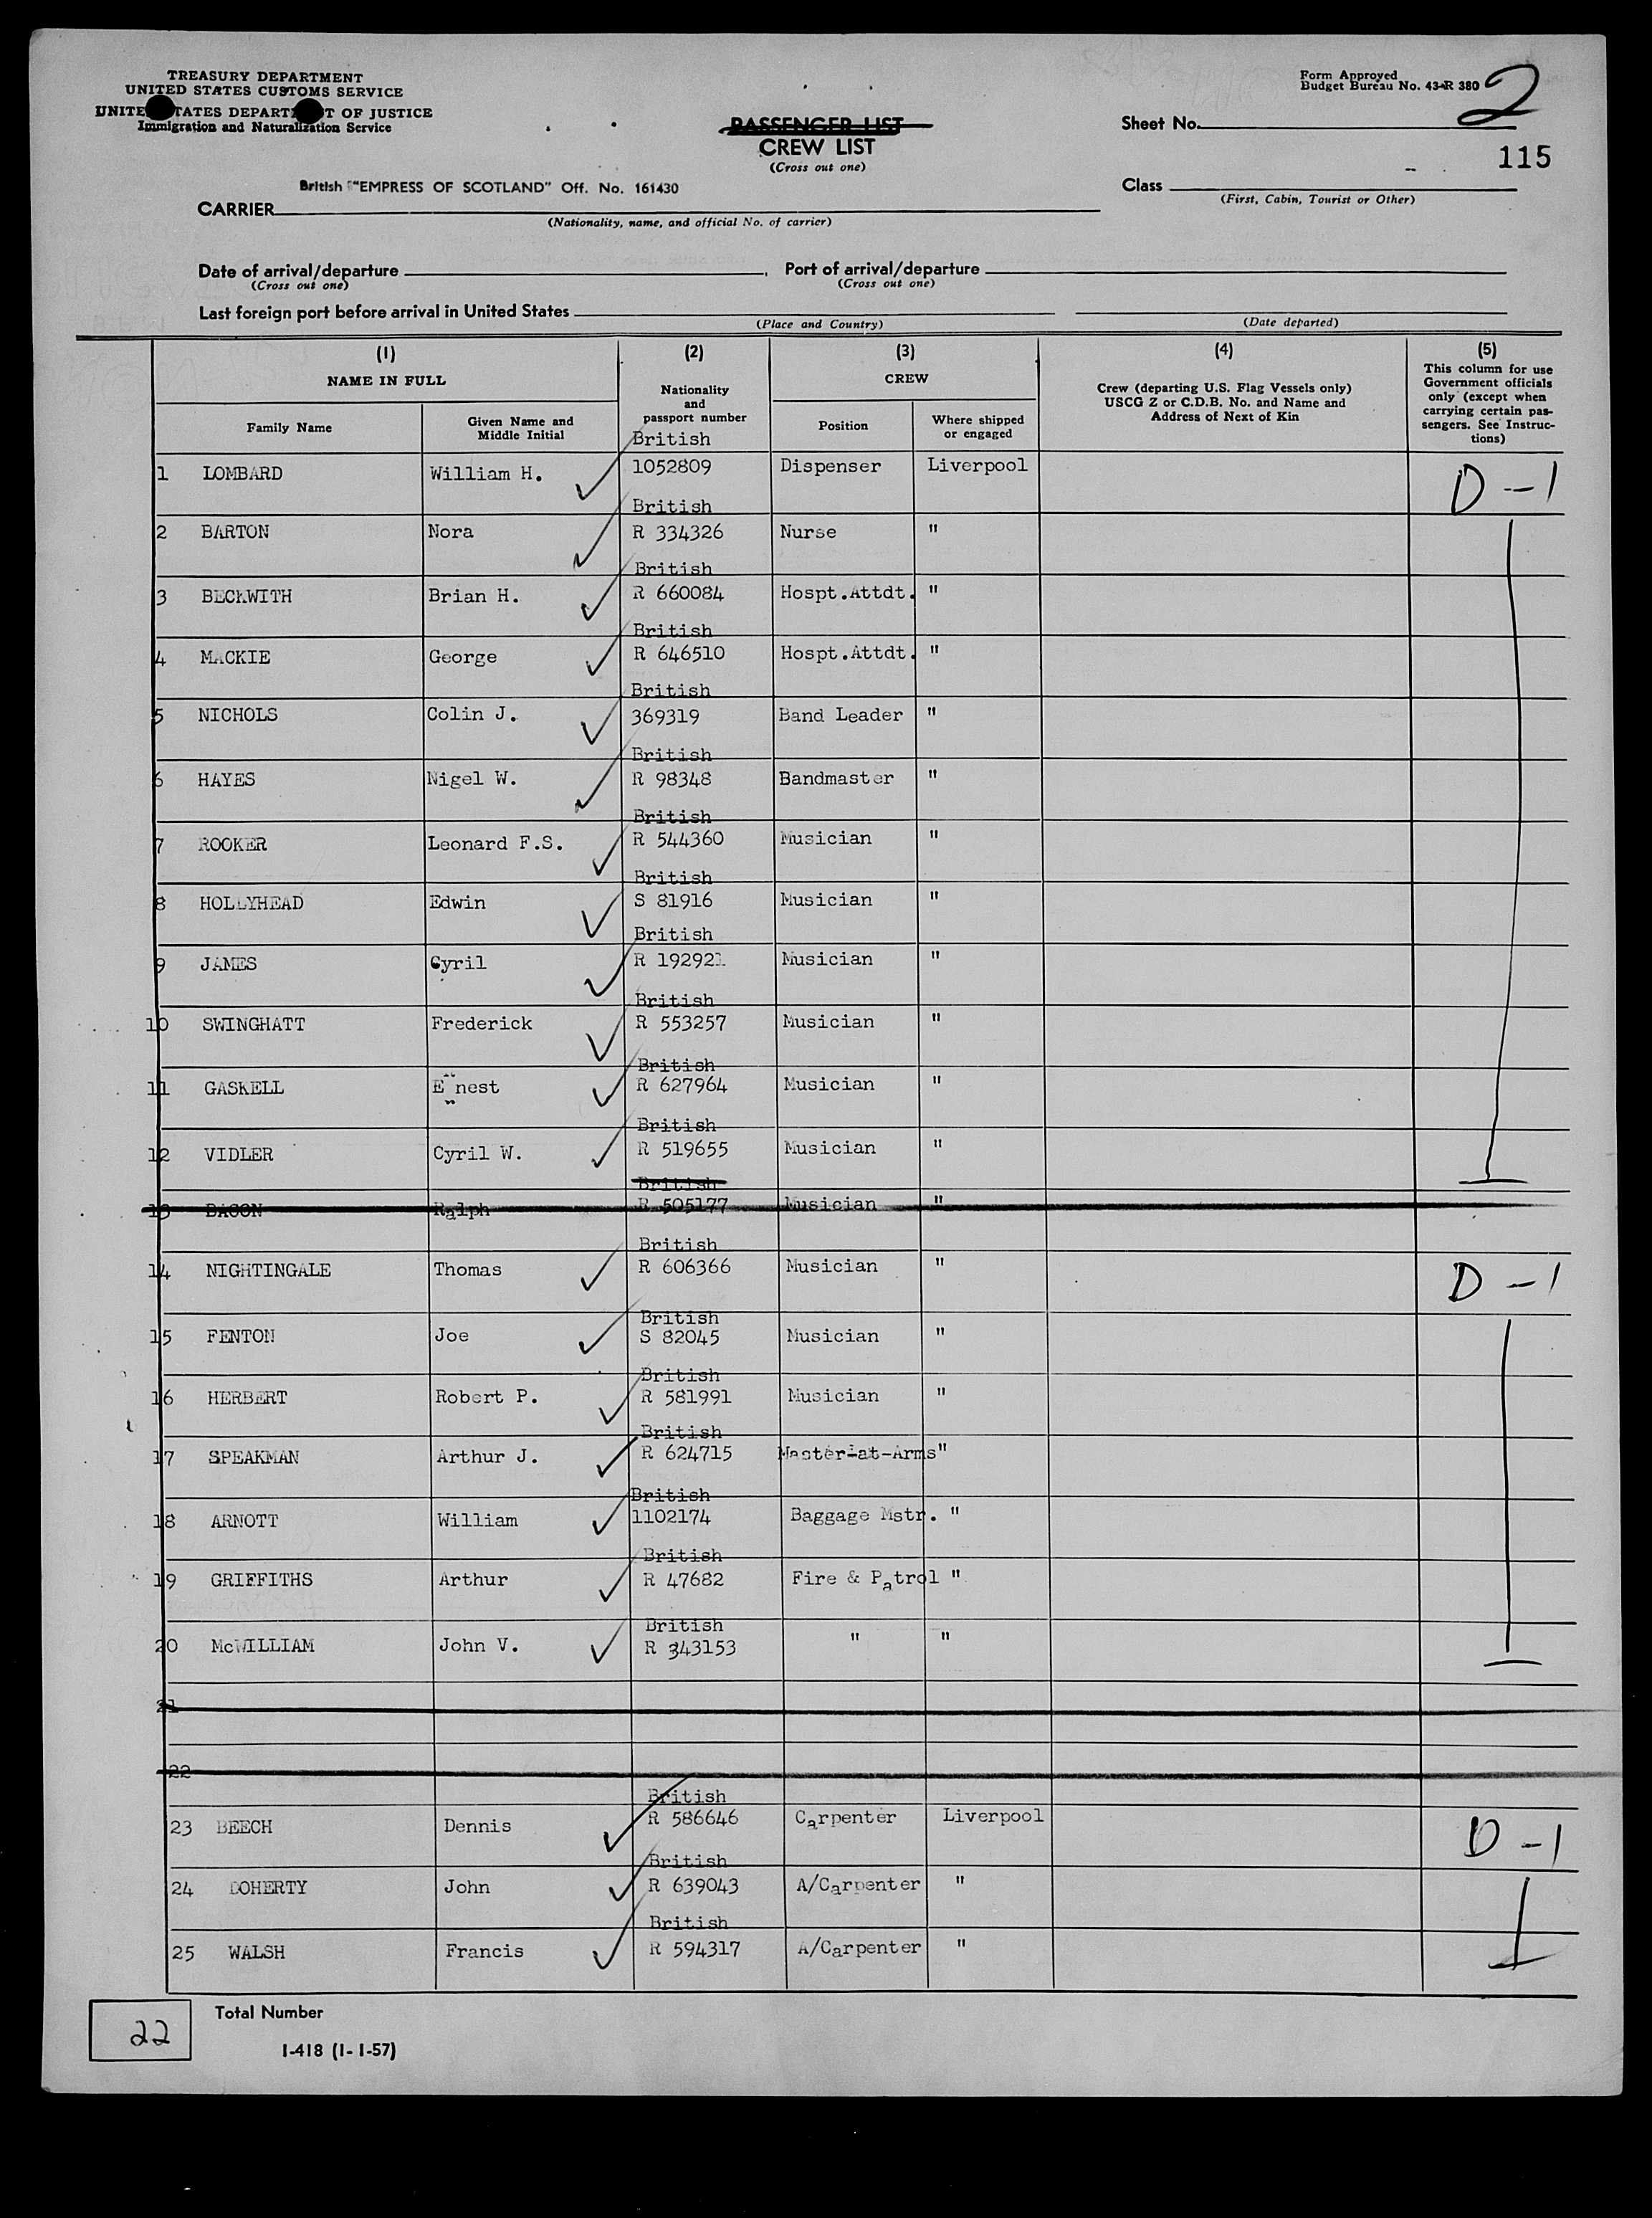 TREASURY DEPARTMENT
UNITED STATES CUSTOMS SERVICE
UNITE TATES DEPART T OF JUSTICE
Immigration and Naturalization Service
Form Approved
Budget Bureau No. 43-R 380
2
PASSENGER LIST
CREW LIST
(Cross out one)
Sheet No.
115
British "EMPRESS OF SCOTLAND" Off. No. 161430
CARRIER
(Nationality, name, and official No. of carrier)
Class
(First, Cabin, Tourist or Other)
Date of arrival/departure , Port of arrival/departure
(Cross out one) (Cross out one)
Last foreign port before arrival in United States
(Place and Country) (Date departed)
(1) (2) (3) (4) (5)
NAME IN FULL
Family Name
Given Name and Middle Initial
Nationality and passport number
CREW
Position
Where shipped or engaged
Crew (departing U.S. Flag Vessels only)
USCG Z or C.D.B. No. and Name and
Address of Next of Kin
This column for use
Government officials
only (except when
carrying certain pas-
sengers. See Instruc-
tions)
British
1 LOMBARD William H. 1052809 Dispenser Liverpool D-1
British
2 BARTON Nora R 334326 Nurse "
British
3 BECKWITH Brian H. R 660084 Hospt.Attdt. "
British
4 MACKIE George R 646510 Hospt.Attdt. "
British
5 NICHOLS Colin J. 369319 Band Leader "
British
6 HAYES Nigel W. R 98348 Bandmaster "
British
7 ROOKER Leonard F.S. R 544360 Musician "
British
8 HOLLYHEAD Edwin S 81916 Musician "
British
9 JAMES Cyril R 192921 Musician "
British
10 SWINGHATT Frederick R 553257 Musician "
British
11 GASKELL E nest R 627964 Musician "
British
12 VIDLER Cyril W. R 519655 Musician "
British
13 BACON Ralph R 505177 Musician "
British
14 NIGHTINGALE Thomas R 606366 Musician " D-1
British
15 FENTON Joe S 82045 Musician "
British
16 HERBERT Robert P. R 581991 Musician "
British
17 SPEAKMAN Arthur J. R 624715 Master-at-Arms "
British
18 ARNOTT William 1102174 Baggage Mstr. "
British
19 GRIFFITHS Arthur R 47682 Fire & Patrol "
British
20 McWILLIAM John V. R 343153 " "
21
22
British
23 BEECH Dennis R 586646 Carpenter Liverpool D-1
British
24 DOHERTY John R 639043 A/Carpenter "
British
25 WALSH Francis R 594317 A/Carpenter "
22 Total Number
I-418 (1-1-57)